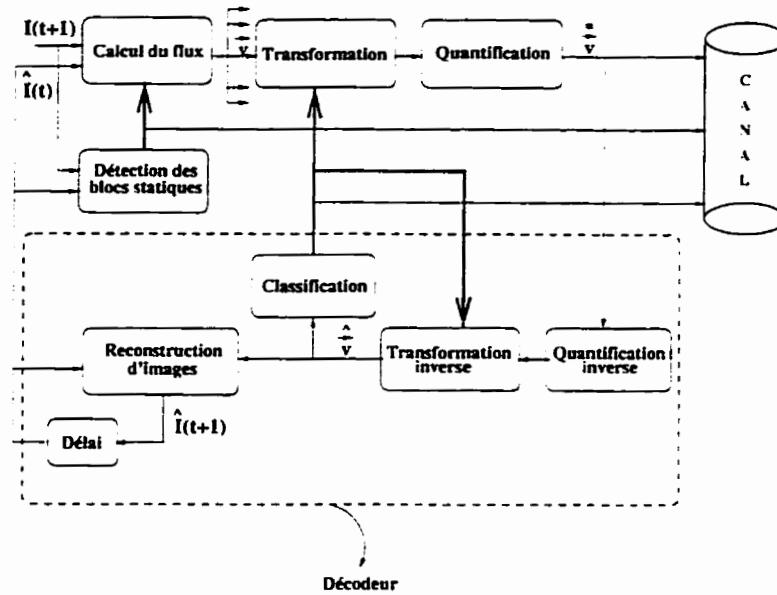 I(t+1)
Î(t)
Calcul du flux
v
Transformation
Quantification
v
C
A
N
A
L
Détection des
blocs statiques
Classification
Reconstruction
d'images
v̂
Transformation
inverse
Quantification
inverse
Î(t+1)
Délai
Décodeur